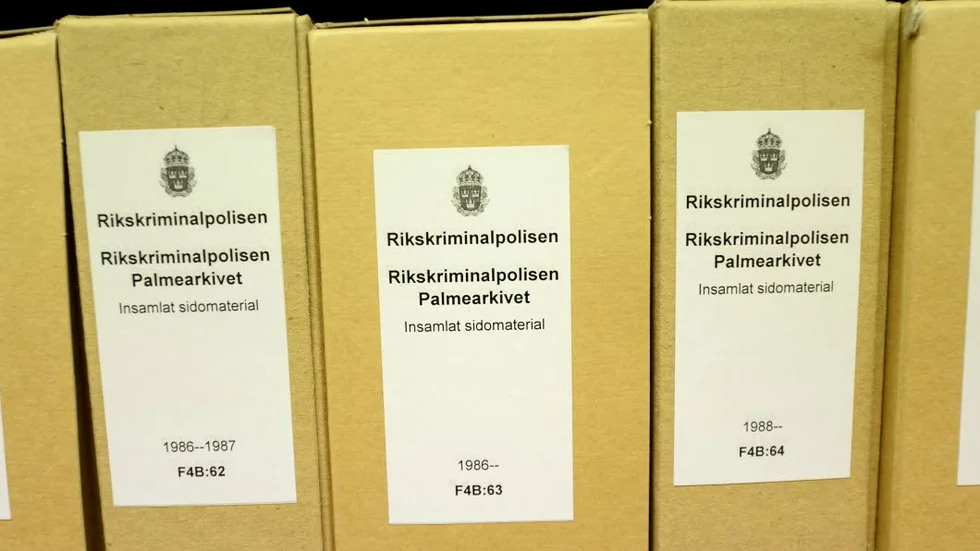 Rikskriminalpolisen
Rikskriminalpolisen
Palmearkivet
Insamlat sidomaterial
1986--1987
F4B:62
Rikskriminalpolisen
Rikskriminalpolisen
Palmearkivet
Insamlat sidomaterial
1986--
F4B:63
Rikskriminalpolisen
Rikskriminalpolisen
Palmearkivet
Insamlat sidomaterial
1988--
F4B:64